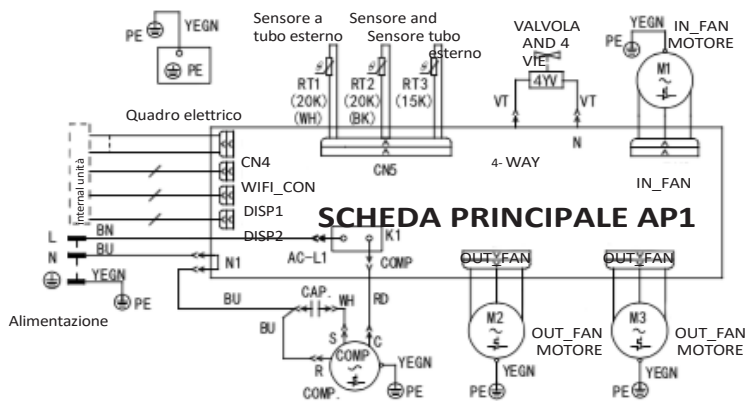 YEGN
PE
PE
Sensore a
tubo esterno
Sensore and
Sensore tubo
esterno
RT1
(20K)
(WH)
RT2
(20K)
(BK)
RT3
(15K)
VALVOLA
AND 4
VIE
4YV
VT
VT
N
IN_FAN
MOTORE
YEGN
PE
M1
Quadro elettrico
Internal unità
CN4
WIFI_CON
DISP1
DISP2
CN5
4- WAY
IN_FAN
SCHEDA PRINCIPALE AP1
L
BN
N
BU
YEGN
PE
Alimentazione
N1
AC-L1
K1
COMP
OUT_FAN
OUT_FAN
BU
CAP.
WH
RD
BU
S
C
R
COMP
COMP.
YEGN
PE
M2
OUT_FAN
MOTORE
YEGN
PE
M3
OUT_FAN
MOTORE
YEGN
PE